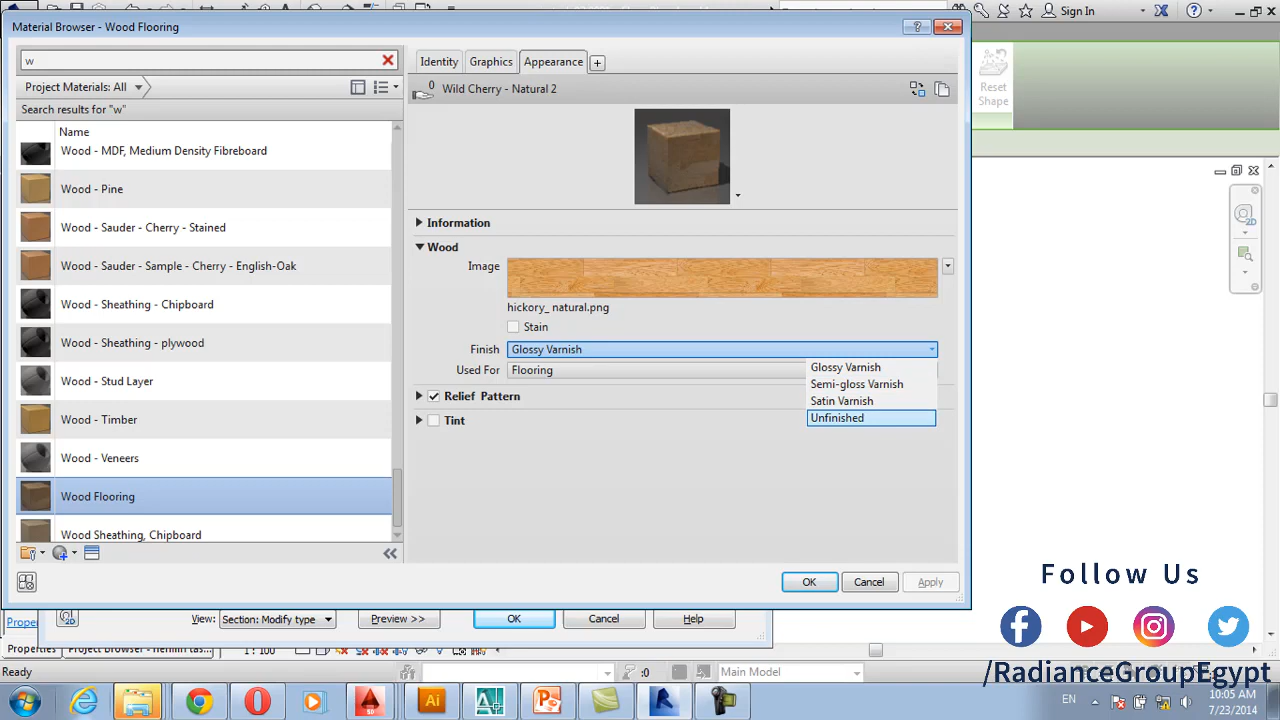 Sign In
Material Browser - Wood Flooring
w
Project Materials: All
Search results for "w"
Name
Wood - MDF, Medium Density Fibreboard
Wood - Pine
Wood - Sauder - Cherry - Stained
Wood - Sauder - Sample - Cherry - English-Oak
Wood - Sheathing - Chipboard
Wood - Sheathing - plywood
Wood - Stud Layer
Wood - Timber
Wood - Veneers
Wood Flooring
Wood Sheathing, Chipboard
Identity Graphics Appearance
0
Wild Cherry - Natural 2
Information
Wood
Image
hickory_ natural.png
Stain
Finish Glossy Varnish
Used For Flooring
Glossy Varnish
Semi-gloss Varnish
Satin Varnish
Unfinished
Relief Pattern
Tint
OK Cancel Apply
Reset
Shape
View: Section: Modify type Preview >> OK Cancel Help
Proper
Properties
1 : 100
Ready
:0
Main Model
Follow Us
/RadianceGroupEgypt
EN
10:05 AM
7/23/2014